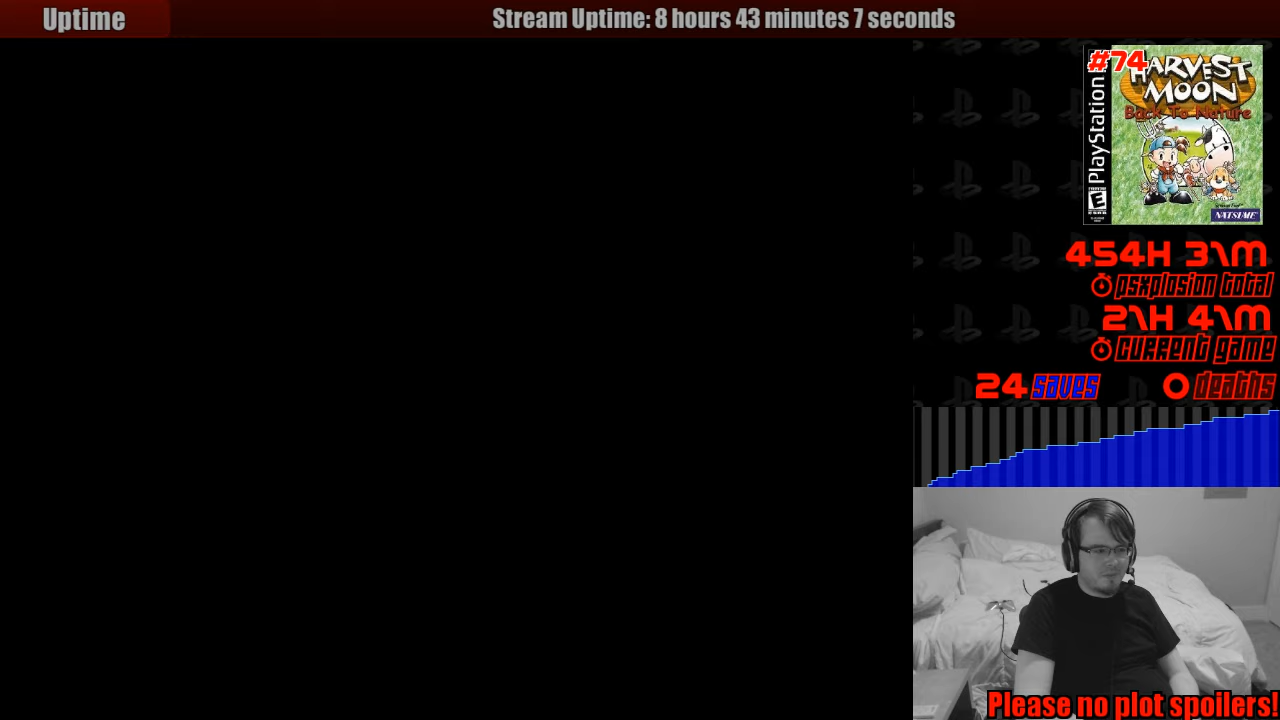 Uptime
Stream Uptime: 8 hours 43 minutes 7 seconds
#74
HARVEST MOON
Back To Nature
PlayStation
E
NATSUME
454H 31M
psxplosion total
21H 41M
current game
24 saves
0 deaths
Please no plot spoilers!